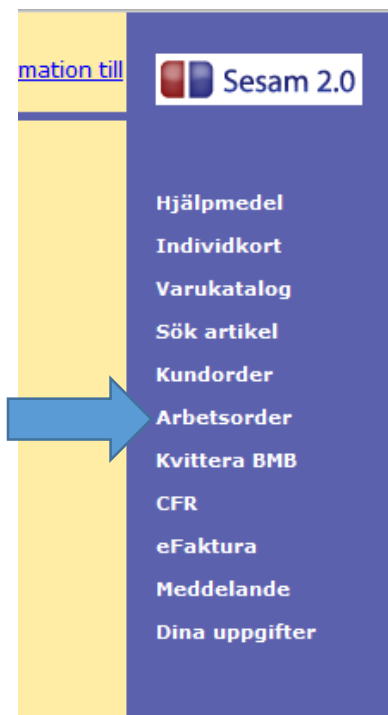 mation till
Sesam 2.0
Hjälpmedel
Individkort
Varukatalog
Sök artikel
Kundorder
Arbetsorder
Kvittera BMB
CFR
eFaktura
Meddelande
Dina uppgifter